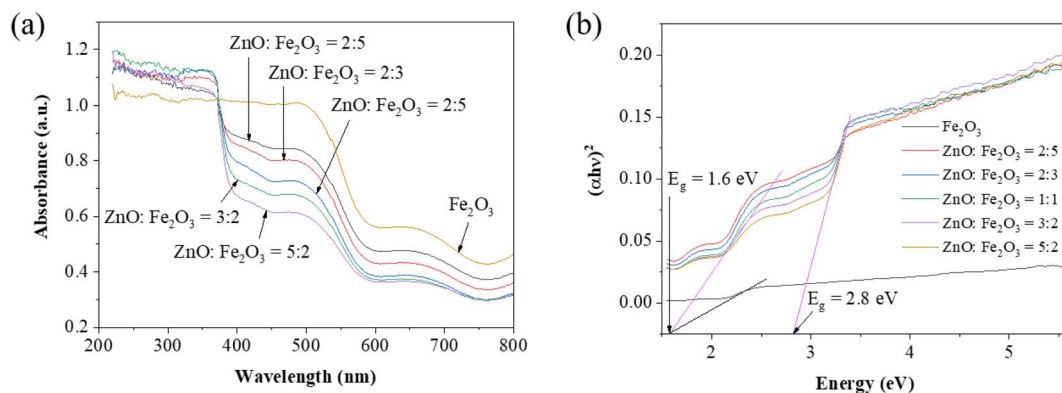 (a)
Absorbance (a.u.)
1.2
1.0
0.8
0.6
0.4
0.2
200
300
400
500
600
700
800
Wavelength (nm)
ZnO: Fe₂O₃ = 2:5
ZnO: Fe₂O₃ = 2:3
ZnO: Fe₂O₃ = 2:5
Fe₂O₃
ZnO: Fe₂O₃ = 3:2
ZnO: Fe₂O₃ = 5:2
(b)
(αhν)²
0.20
0.15
0.10
0.05
0.00
2
3
4
5
Energy (eV)
E_g = 1.6 eV
E_g = 2.8 eV
Fe₂O₃
ZnO: Fe₂O₃ = 2:5
ZnO: Fe₂O₃ = 2:3
ZnO: Fe₂O₃ = 1:1
ZnO: Fe₂O₃ = 3:2
ZnO: Fe₂O₃ = 5:2